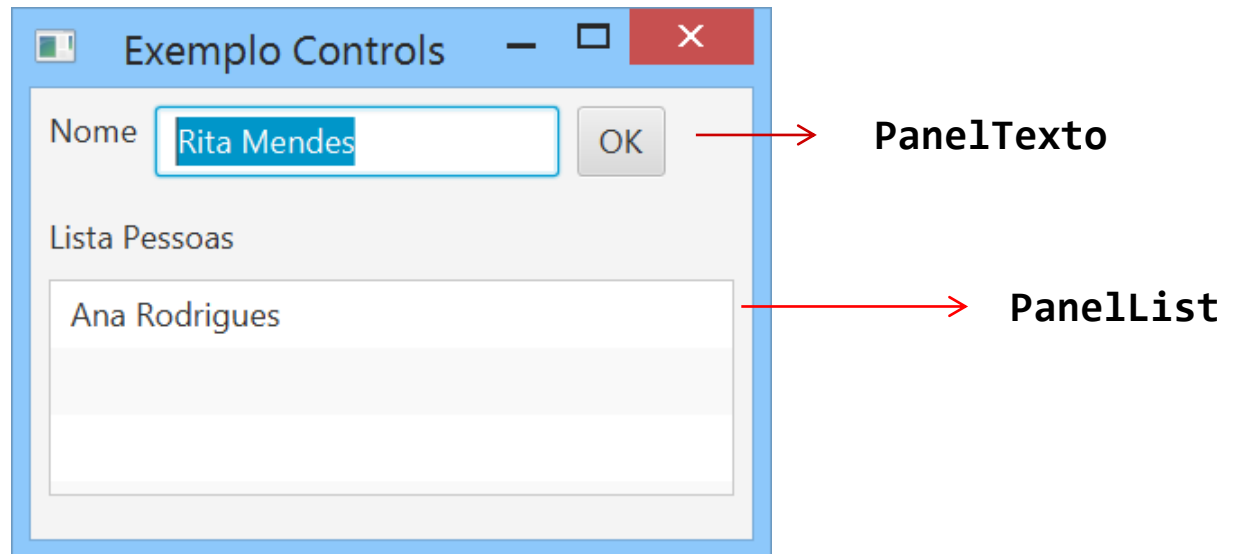 Exemplo Controls
Nome Rita Mendes OK PanelTexto
Lista Pessoas
Ana Rodrigues PanelList